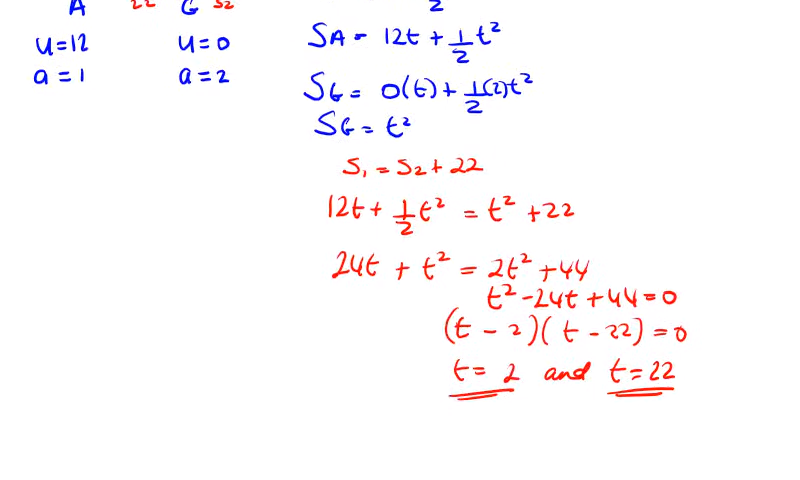 A 22 G S2
2
u=12 u=0
a=1 a=2
SA = 12t + 1/2 t²
SG = 0(t) + 1/2(2)t²
SG = t²
S₁ = S₂ + 22
12t + 1/2 t² = t² + 22
24t + t² = 2t² + 44
t² - 24t + 44 = 0
(t - 2)(t - 22) = 0
t = 2 and t = 22